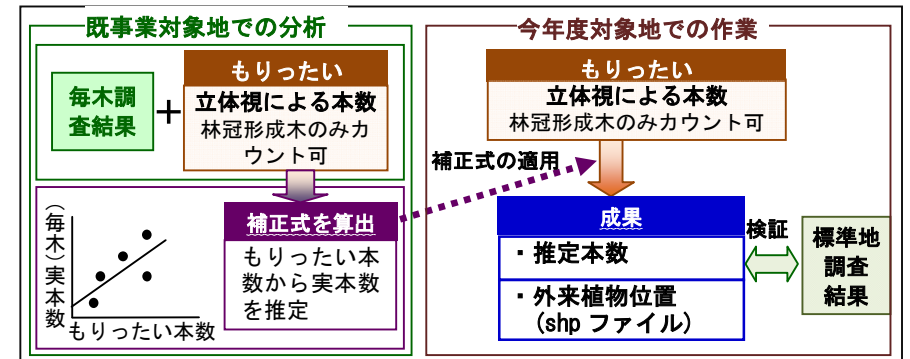 既事業対象地での分析
毎木調
査結果
+
もりったい
立体視による本数
林冠形成木のみカ
ウント可
(毎木)実本数
もりったい本数
補正式を算出
もりったい本
数から実本数
を推定
今年度対象地での作業
もりったい
立体視による本数
林冠形成木のみカウント可
補正式の適用
成果
・推定本数
・外来植物位置
(shp ファイル)
検証
標準地
調査
結果